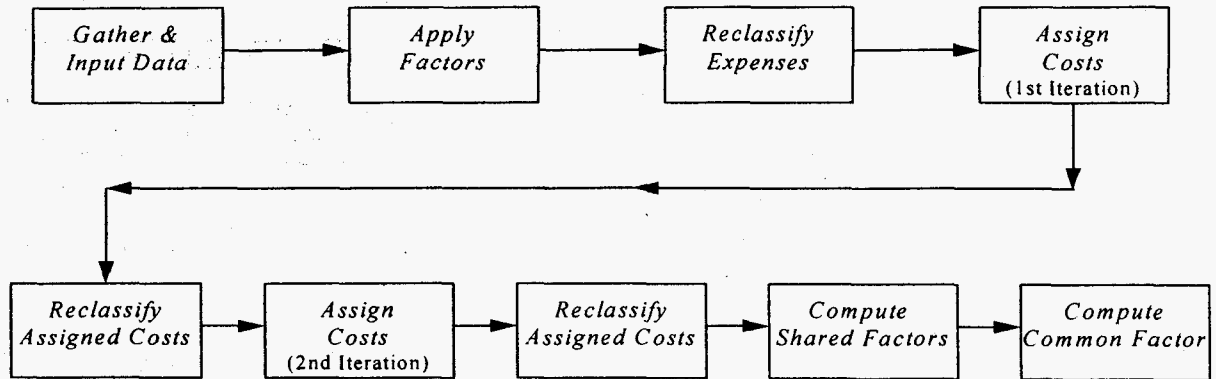 Gather &
Input Data
Apply
Factors
Reclassify
Expenses
Assign
Costs
(1st Iteration)
Reclassify
Assigned Costs
Assign
Costs
(2nd Iteration)
Reclassify
Assigned Costs
Compute
Shared Factors
Compute
Common Factor